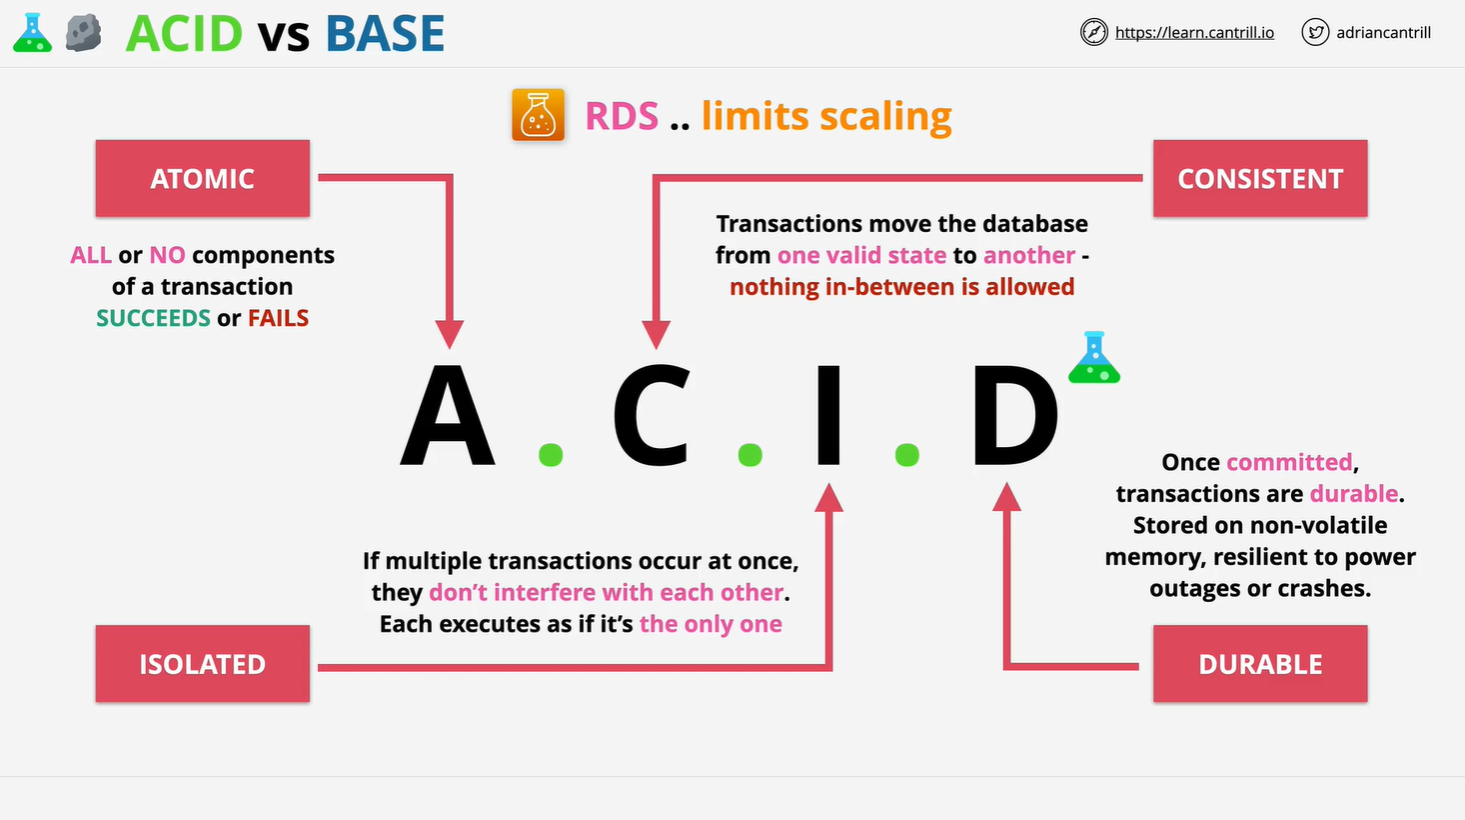 ACID vs BASE
https://learn.cantrill.io
adriancantrill
RDS .. limits scaling
ATOMIC
ALL or NO components
of a transaction
SUCCEEDS or FAILS
CONSISTENT
Transactions move the database
from one valid state to another -
nothing in-between is allowed
A . C . I . D
If multiple transactions occur at once,
they don't interfere with each other.
Each executes as if it's the only one
ISOLATED
Once committed,
transactions are durable.
Stored on non-volatile
memory, resilient to power
outages or crashes.
DURABLE